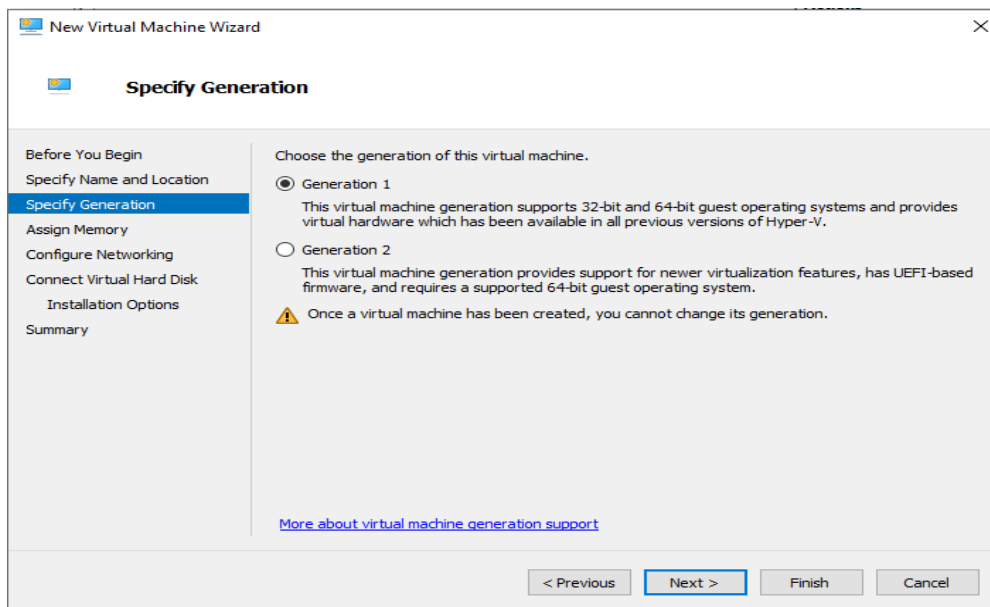 New Virtual Machine Wizard
Specify Generation
Before You Begin
Specify Name and Location
Specify Generation
Assign Memory
Configure Networking
Connect Virtual Hard Disk
Installation Options
Summary
Choose the generation of this virtual machine.
Generation 1
This virtual machine generation supports 32-bit and 64-bit guest operating systems and provides
virtual hardware which has been available in all previous versions of Hyper-V.
Generation 2
This virtual machine generation provides support for newer virtualization features, has UEFI-based
firmware, and requires a supported 64-bit guest operating system.
Once a virtual machine has been created, you cannot change its generation.
More about virtual machine generation support
< Previous
Next >
Finish
Cancel